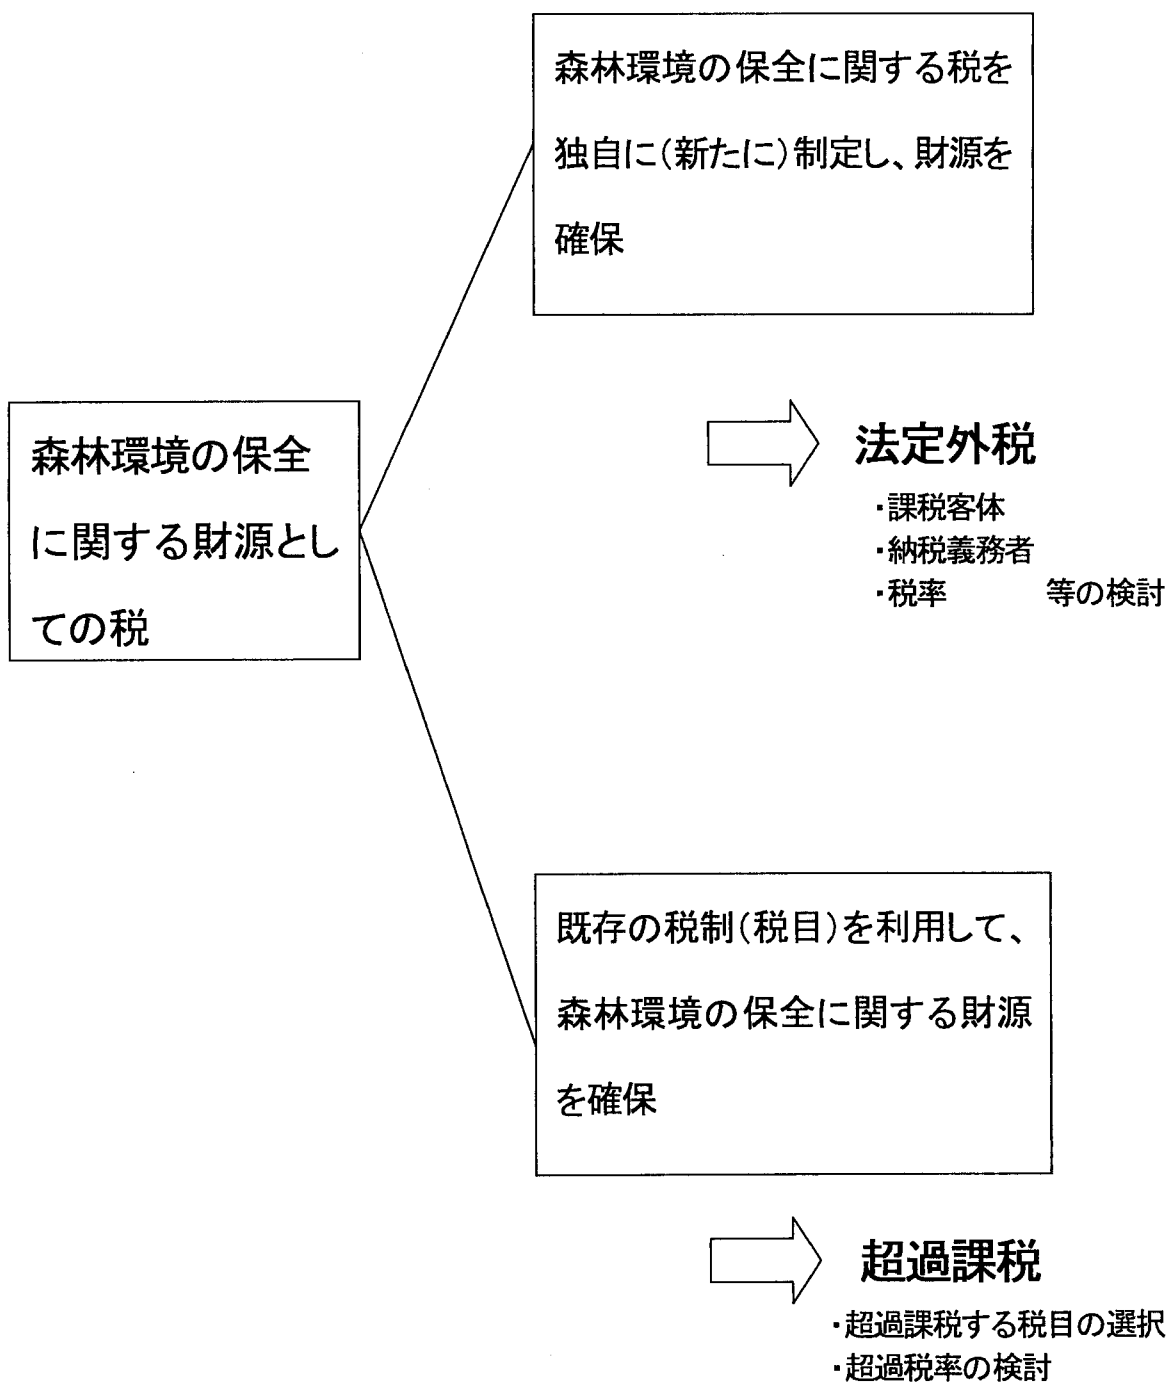 森林環境の保全に関する税を
独自に（新たに）制定し、財源を
確保
法定外税
・課税客体
・納税義務者
・税率　　　等の検討
森林環境の保全
に関する財源とし
ての税
既存の税制（税目）を利用して、
森林環境の保全に関する財源
を確保
超過課税
・超過課税する税目の選択
・超過税率の検討